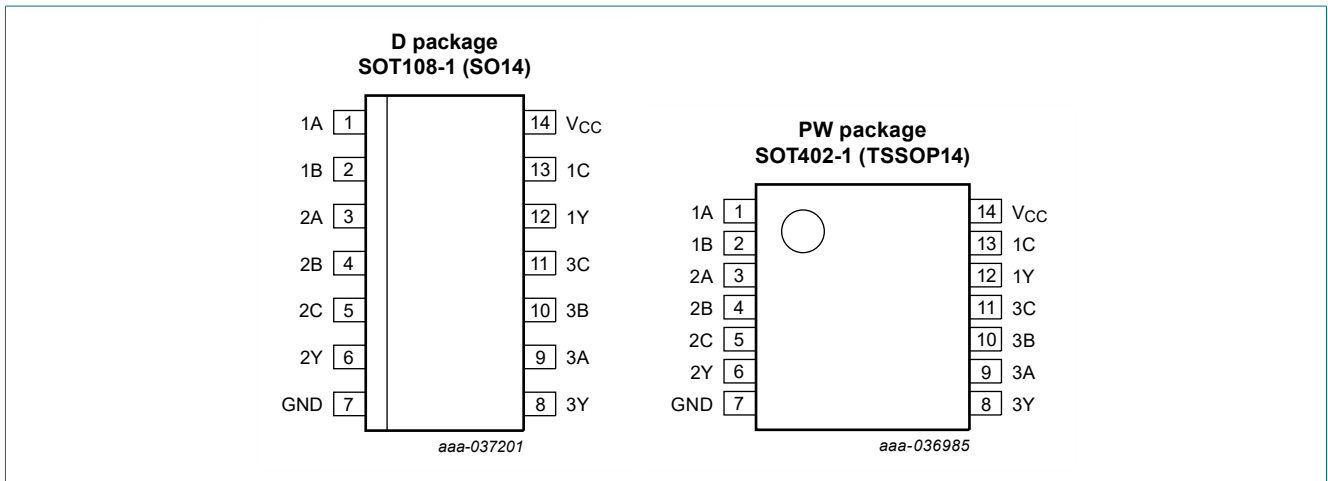 D package
SOT108-1 (SO14)
1A 1 14 VCC
1B 2 13 1C
2A 3 12 1Y
2B 4 11 3C
2C 5 10 3B
2Y 6 9 3A
GND 7 8 3Y
aaa-037201
PW package
SOT402-1 (TSSOP14)
1A 1 14 VCC
1B 2 13 1C
2A 3 12 1Y
2B 4 11 3C
2C 5 10 3B
2Y 6 9 3A
GND 7 8 3Y
aaa-036985